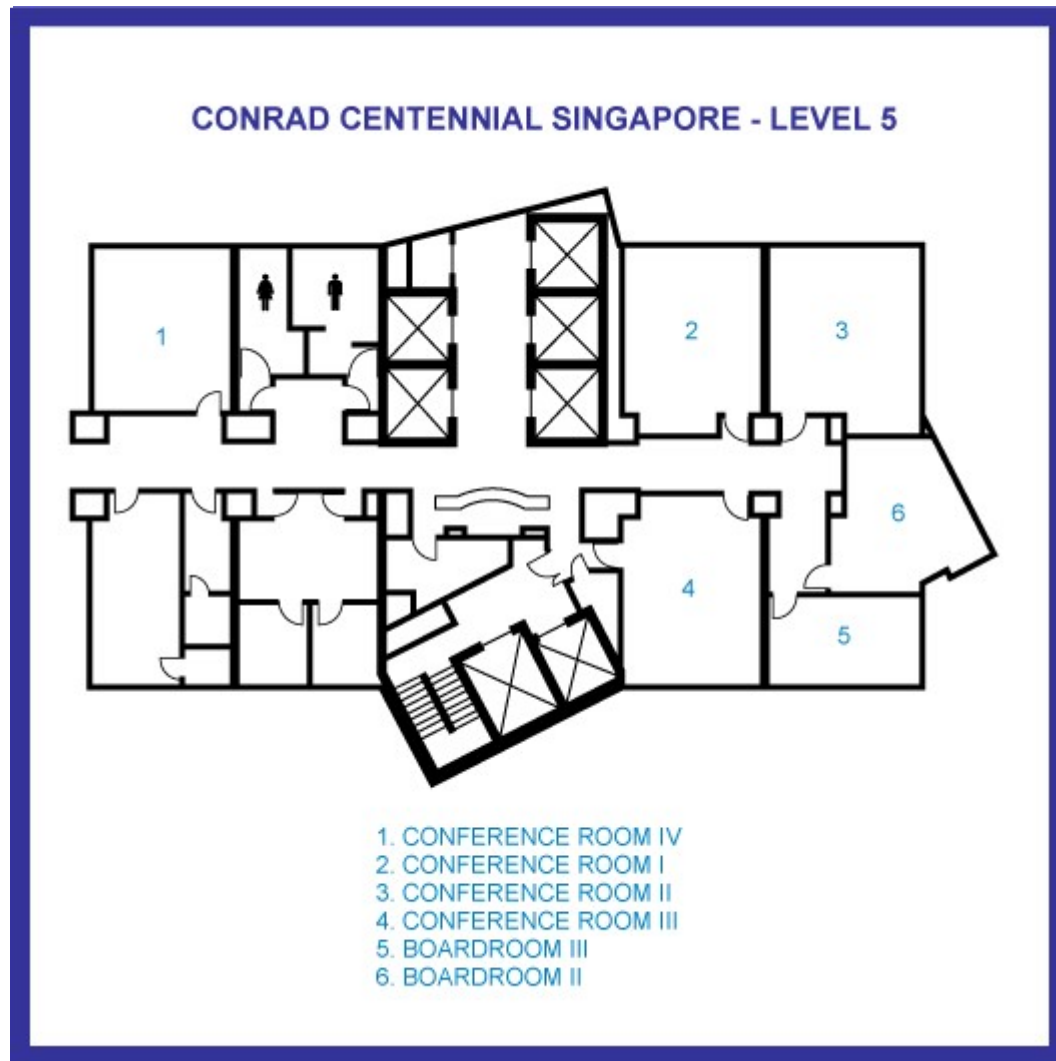 CONRAD CENTENNIAL SINGAPORE - LEVEL 5
1
2
3
6
4
5
1. CONFERENCE ROOM IV
2. CONFERENCE ROOM I
3. CONFERENCE ROOM II
4. CONFERENCE ROOM III
5. BOARDROOM III
6. BOARDROOM II